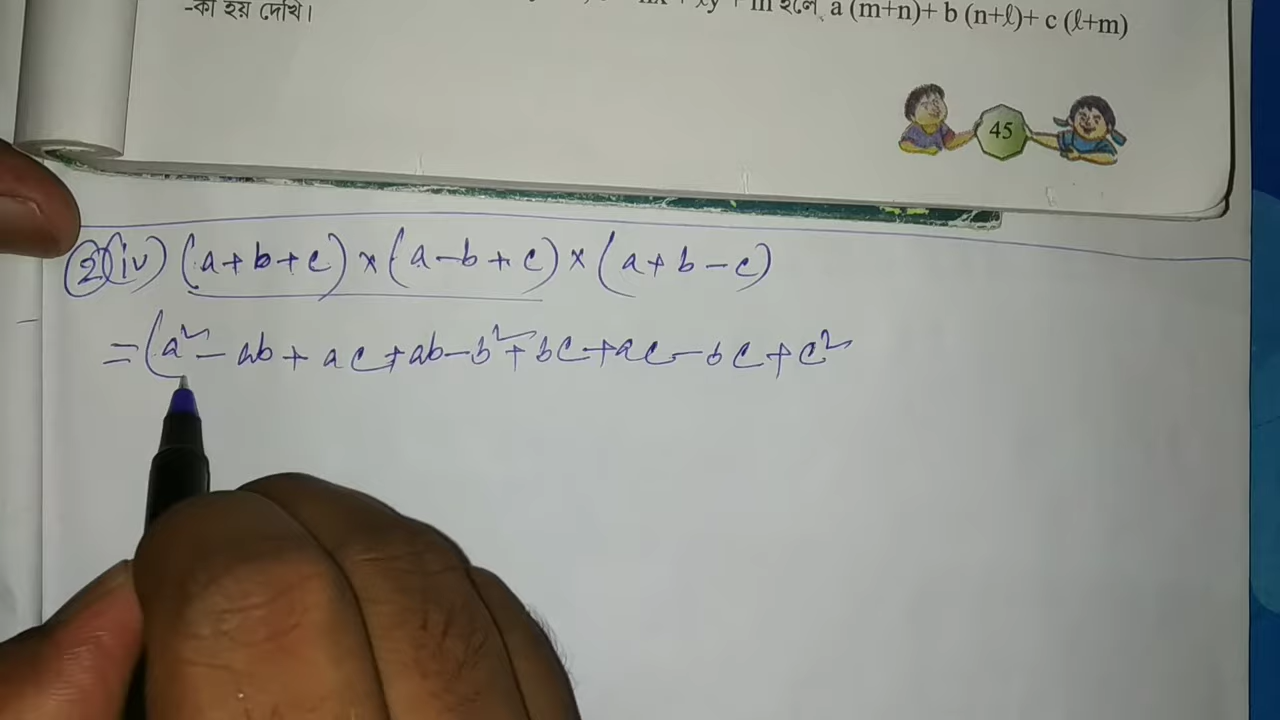 y + m হলে, a (m+n)+ b (n+ℓ)+ c (ℓ+m)
-কী হয় দেখি।
45
2(iv) (a+b+c)×(a-b+c)×(a+b-c)
=(a²-ab+ac+ab-b²+bc+ac-bc+c²